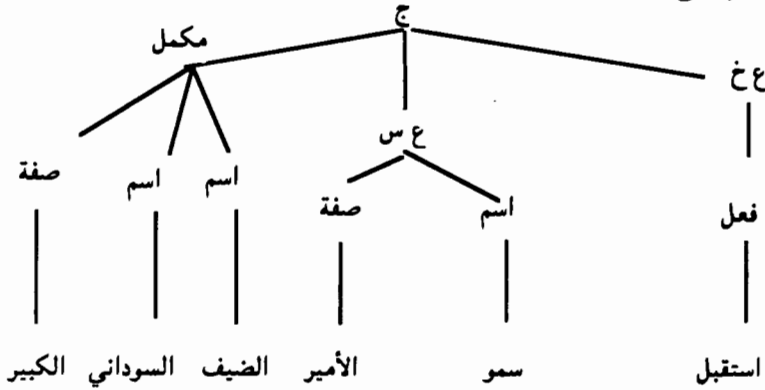 ج
مكمل
ع خ
ع س
صفة اسم اسم
صفة اسم فعل
استقبل سمو الأمير الضيف السوداني الكبير